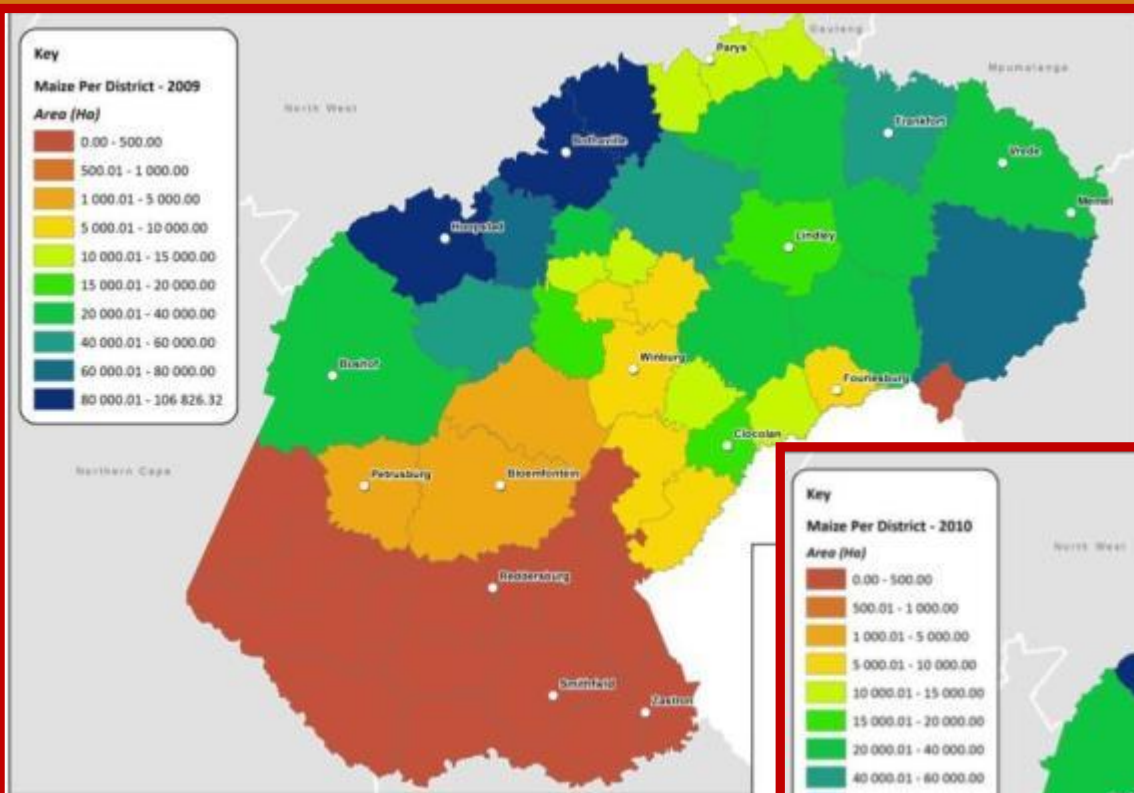 Key
Maize Per District - 2009
Area (Ha)
0.00 - 500.00
500.01 - 1 000.00
1 000.01 - 5 000.00
5 000.01 - 10 000.00
10 000.01 - 15 000.00
15 000.01 - 20 000.00
20 000.01 - 40 000.00
40 000.01 - 60 000.00
60 000.01 - 80 000.00
80 000.01 - 106 826.32
North West
Gauteng
Mpumalanga
Northern Cape
Parys
Bothaville
Frankfort
Vrede
Memel
Hoopstad
Lindley
Boshof
Winburg
Fouriesburg
Clocolan
Petrusburg
Bloemfontein
Reddersburg
Smithfield
Zastron
Key
Maize Per District - 2010
Area (Ha)
0.00 - 500.00
500.01 - 1 000.00
1 000.01 - 5 000.00
5 000.01 - 10 000.00
10 000.01 - 15 000.00
15 000.01 - 20 000.00
20 000.01 - 40 000.00
40 000.01 - 60 000.00
North West